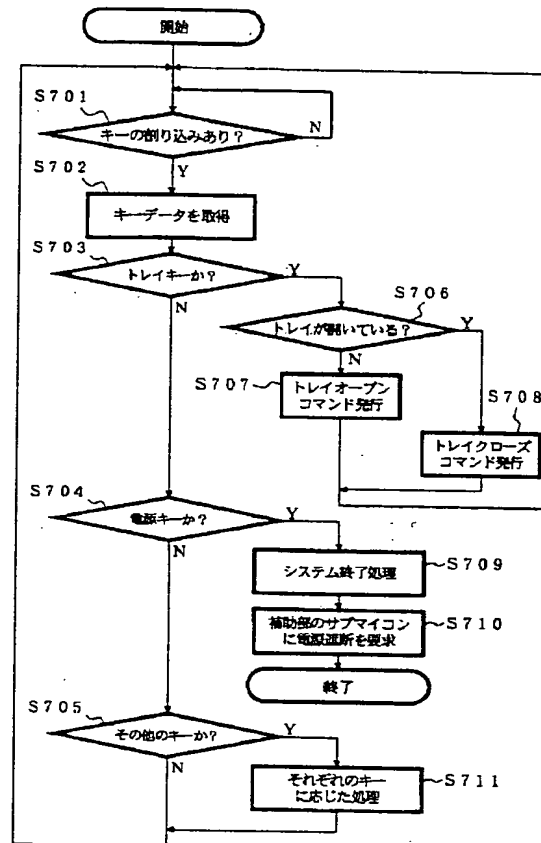 開始
S701
キーの割り込みあり?
N
Y
S702
キーデータを取得
S703
トレイキーか?
Y
N
S706
トレイが開いている?
Y
N
S707
トレイオープン
コマンド発行
S708
トレイクローズ
コマンド発行
S704
電源キーか?
Y
N
システム終了処理
S709
補助部のサブマイコン
に電源遮断を要求
S710
終了
S705
その他のキーか?
Y
N
それぞれのキー
に応じた処理
S711